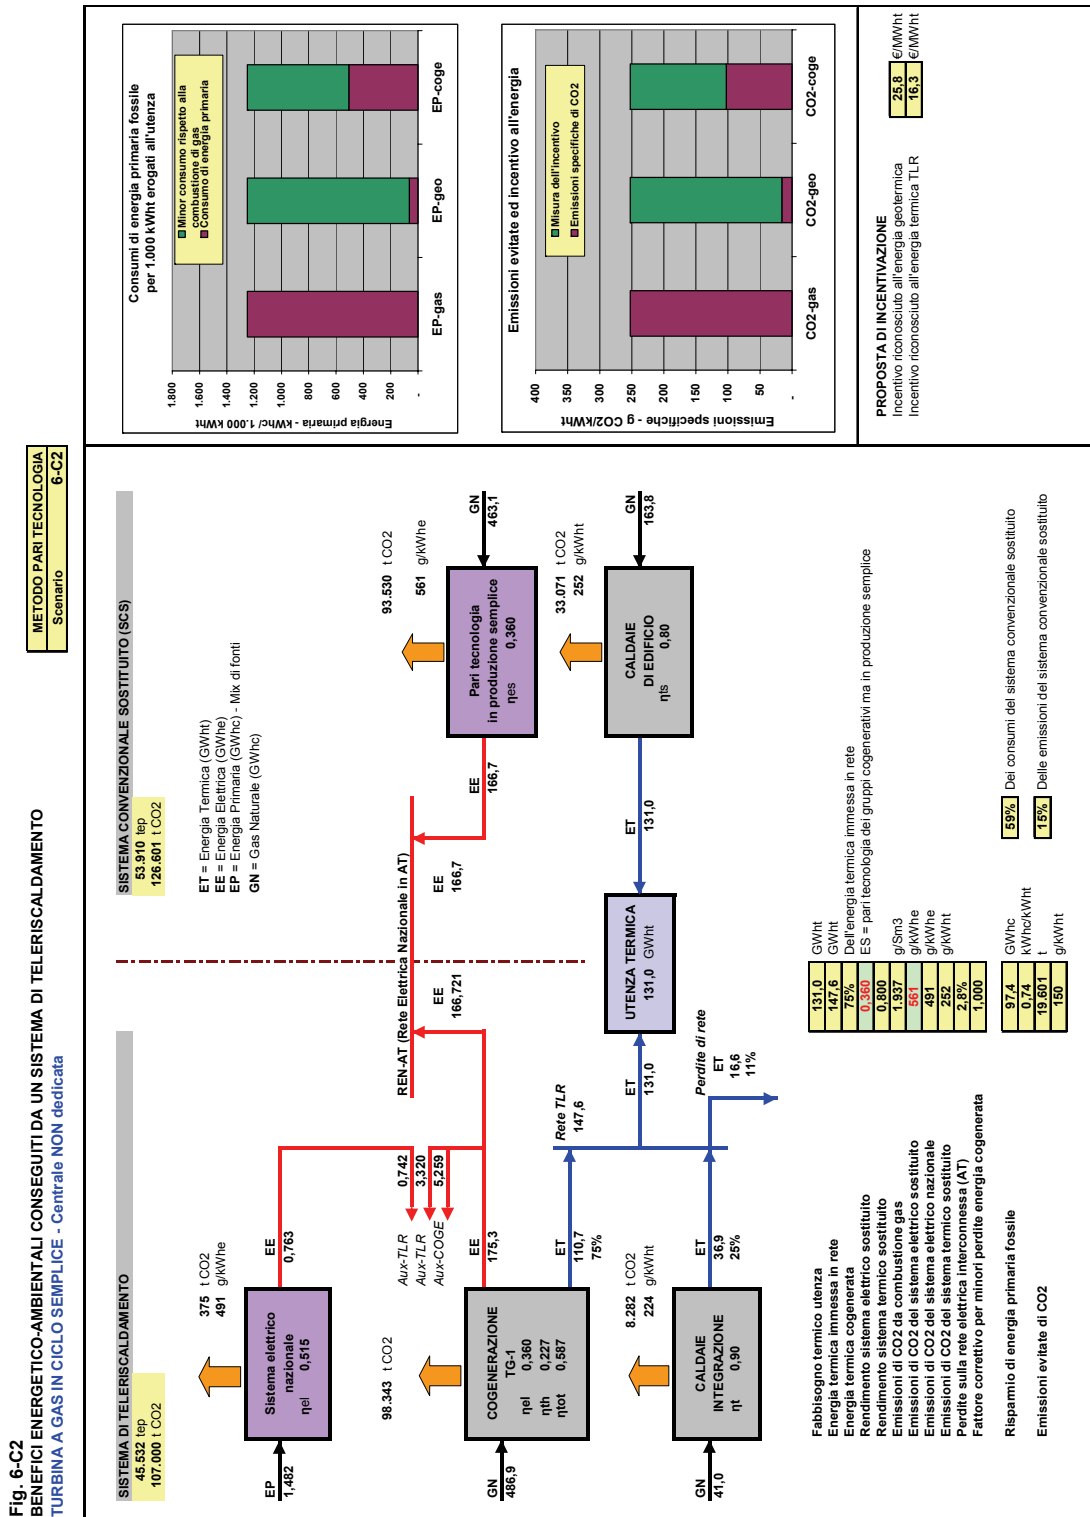 Fig. 6-C2
BENEFICI ENERGETICO-AMBIENTALI CONSEGUITI DA UN SISTEMA DI TELERISCALDAMENTO
TURBINA A GAS IN CICLO SEMPLICE - Centrale NON dedicata
METODO PARI TECNOLOGIA
Scenario 6-C2
SISTEMA DI TELERISCALDAMENTO
45.532 tep
107.000 t CO2
SISTEMA CONVENZIONALE SOSTITUITO (SCS)
53.910 tep
126.601 t CO2
ET = Energia Termica (GWht)
EE = Energia Elettrica (GWhe)
EP = Energia Primaria (GWhc) - Mix di fonti
GN = Gas Naturale (GWhc)
375 t CO2
491 g/kWhe
EP
1,482
Sistema elettrico
nazionale
ηel 0,515
EE
0,763
Aux-TLR 0,742
Aux-TLR 3,320
Aux-COGE 5,259
REN-AT (Rete Elettrica Nazionale in AT)
EE
166,721
EE
166,7
EE
166,7
93.530 t CO2
561 g/kWhe
Pari tecnologia
in produzione semplice
ηes 0,360
GN
463,1
98.343 t CO2
GN
486,9
COGENERAZIONE
TG-1
ηel 0,360
ηth 0,227
ηtot 0,587
EE
175,3
ET
110,7
75%
Rete TLR
147,6
8.282 t CO2
224 g/kWht
GN
41,0
CALDAIE
INTEGRAZIONE
ηt 0,90
ET
36,9
25%
ET
131,0
Perdite di rete
ET
16,6
11%
UTENZA TERMICA
131,0 GWht
ET
131,0
33.071 t CO2
252 g/kWht
CALDAIE
DI EDIFICIO
ηts 0,80
GN
163,8
Fabbisogno termico utenza 131,0 GWht
Energia termica immessa in rete 147,6 GWht
Energia termica cogenerata 75% Dell'energia termica immessa in rete
Rendimento sistema elettrico sostituito 0,360 ES = pari tecnologia dei gruppi cogenerativi ma in produzione semplice
Rendimento sistema termico sostituito 0,800
Emissioni di CO2 da combustione gas 1.937 g/Sm3
Emissioni di CO2 del sistema elettrico sostituito 561 g/kWhe
Emissioni di CO2 del sistema elettrico nazionale 491 g/kWhe
Emissioni di CO2 del sistema termico sostituito 252 g/kWht
Perdite sulla rete elettrica interconnessa (AT) 2,8%
Fattore correttivo per minori perdite energia cogenerata 1,000
Risparmio di energia primaria fossile 97,4 GWhc 59% Dei consumi del sistema convenzionale sostituito
0,74 kWhc/kWht
Emissioni evitate di CO2 19.601 t 15% Delle emissioni del sistema convenzionale sostituito
150 g/kWht
Consumi di energia primaria fossile
per 1.000 kWht erogati all'utenza
Minor consumo rispetto alla
combustione di gas
Consumo di energia primaria
Energia primaria - kWhc/ 1.000 kWht
1.800
1.600
1.400
1.200
1.000
800
600
400
200
-
EP-gas EP-geo EP-coge
Emissioni evitate ed incentivo all'energia
Misura dell'incentivo
Emissioni specifiche di CO2
Emissioni specifiche - g CO2/kWht
400
350
300
250
200
150
100
50
-
CO2-gas CO2-geo CO2-coge
PROPOSTA DI INCENTIVAZIONE
Incentivo riconosciuto all'energia geotermica 25,8 €/MWht
Incentivo riconosciuto all'energia termica TLR 16,3 €/MWht